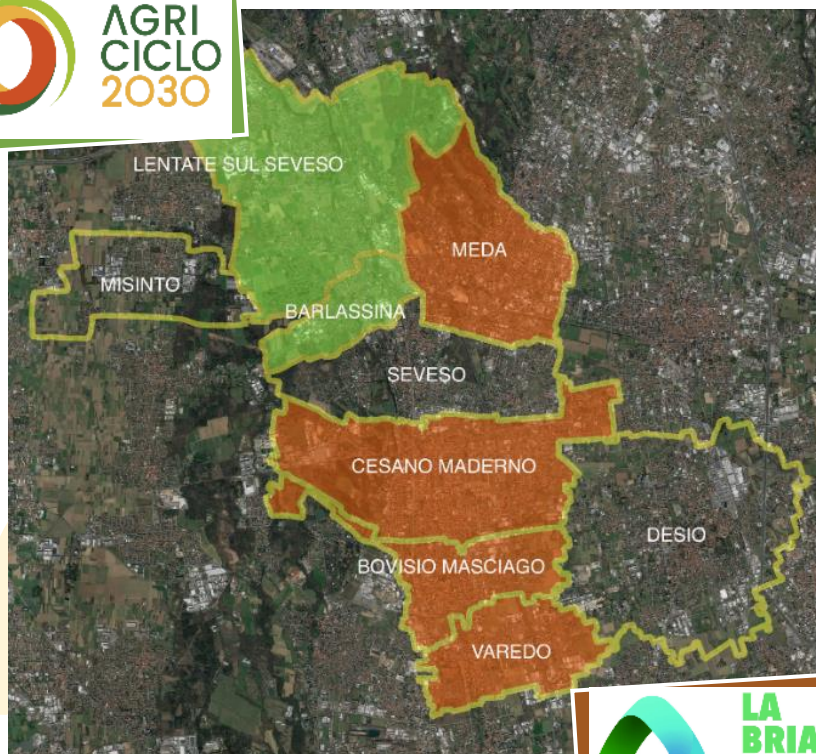 AGRI
CICLO
2030
LENTATE SUL SEVESO
MEDA
MISINTO
BARLASSINA
SEVESO
CESANO MADERNO
DESIO
BOVISIO MASCIAGO
VAREDO
LA
BRIA